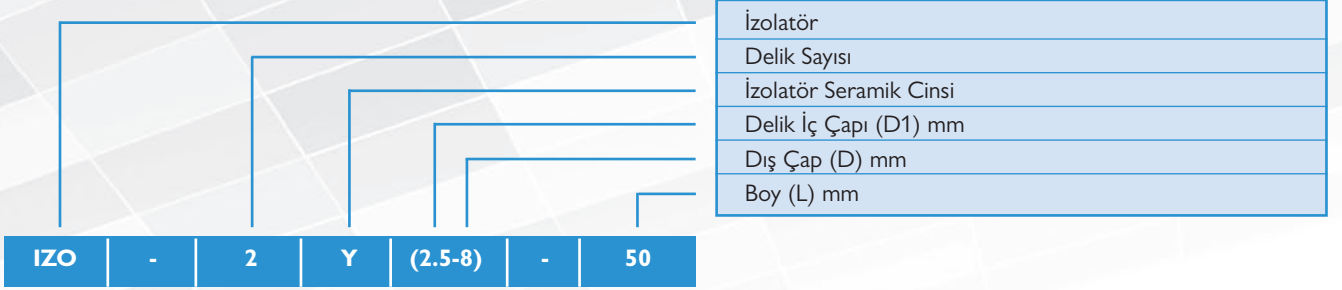 İzolatör
Delik Sayısı
İzolatör Seramik Cinsi
Delik İç Çapı (D1) mm
Dış Çap (D) mm
Boy (L) mm
IZO - 2 Y (2.5-8) - 50